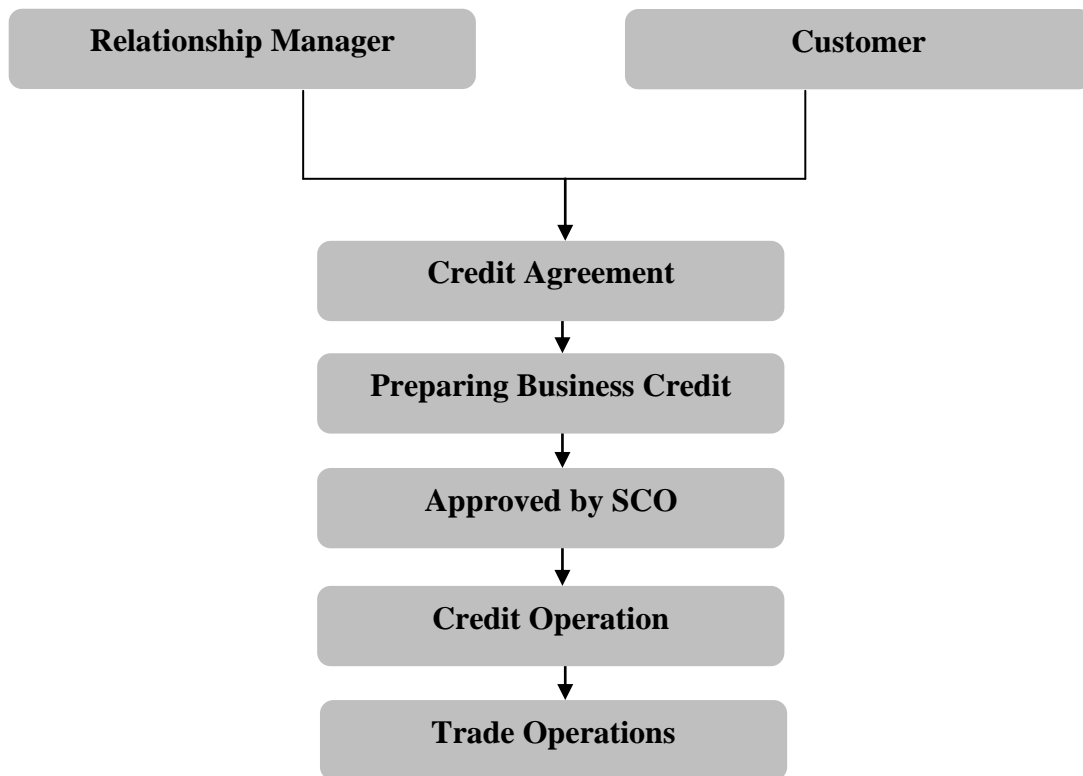 Relationship Manager
Customer
Credit Agreement
Preparing Business Credit
Approved by SCO
Credit Operation
Trade Operations